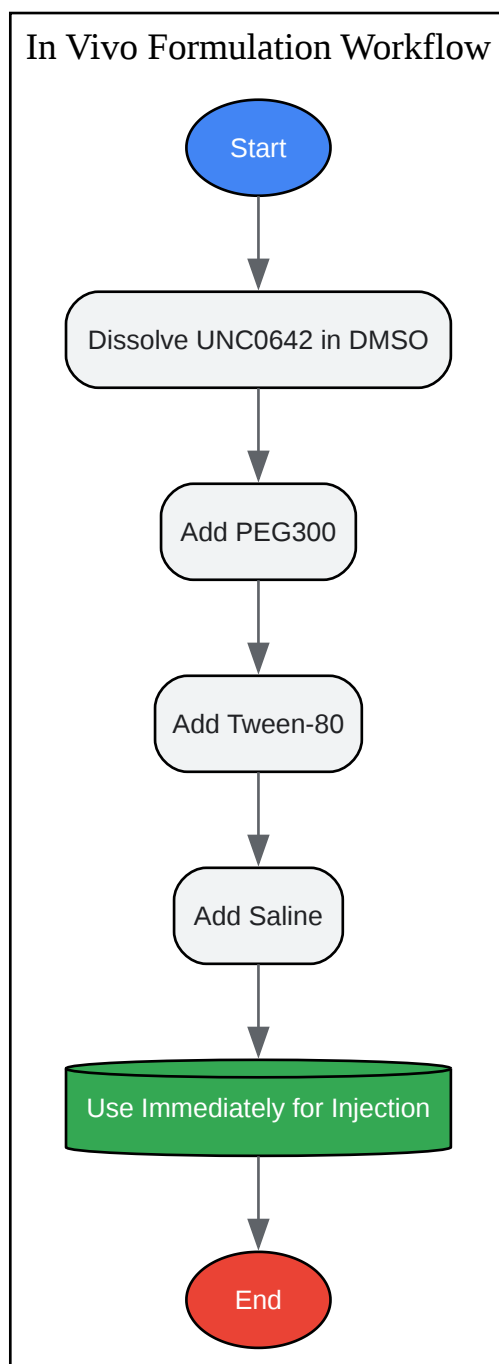 In Vivo Formulation Workflow
Start
Dissolve UNC0642 in DMSO
Add PEG300
Add Tween-80
Add Saline
Use Immediately for Injection
End